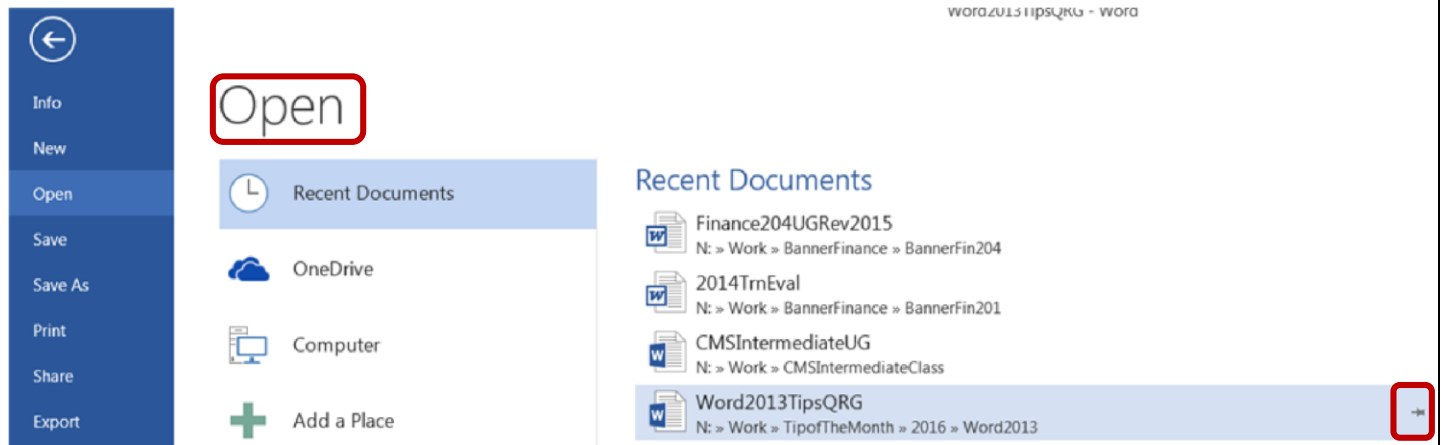 Word2013TipsQRG - Word
Info
New
Open
Save
Save As
Print
Share
Export
Open
Recent Documents
OneDrive
Computer
Add a Place
Recent Documents
Finance204UGRev2015
N: » Work » BannerFinance » BannerFin204
2014TrnEval
N: » Work » BannerFinance » BannerFin201
CMSIntermediateUG
N: » Work » CMSIntermediateClass
Word2013TipsQRG
N: » Work » TipofTheMonth » 2016 » Word2013